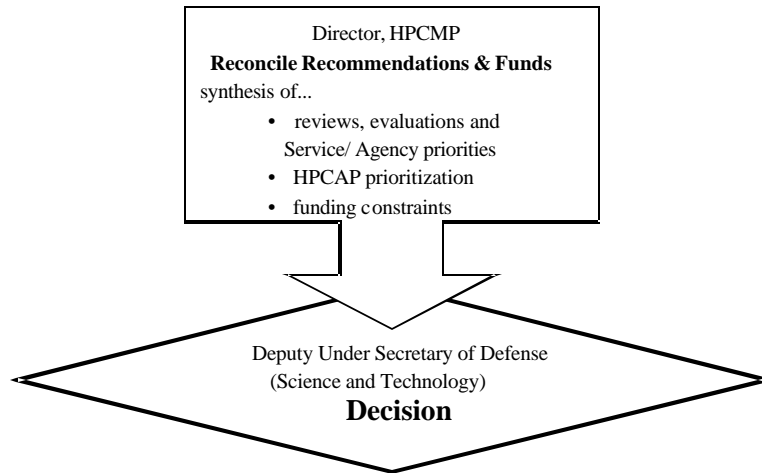 Director, HPCMP
Reconcile Recommendations & Funds
synthesis of...
• reviews, evaluations and
Service/ Agency priorities
• HPCAP prioritization
• funding constraints
Deputy Under Secretary of Defense
(Science and Technology)
Decision